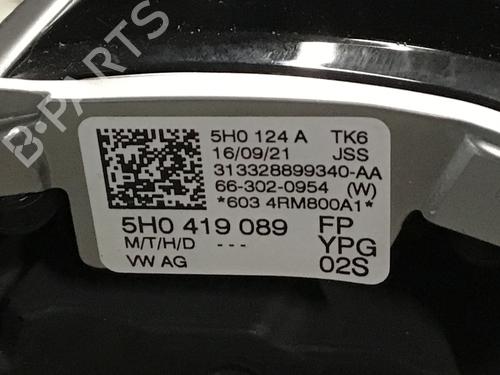 B-PARTS
5H0 124 A TK6
16/09/21 JSS
313328899340-AA
66-302-0954 (W)
*603 4RM800A1*
5H0 419 089 FP
M/T/H/D --- YPG
VW AG 02S